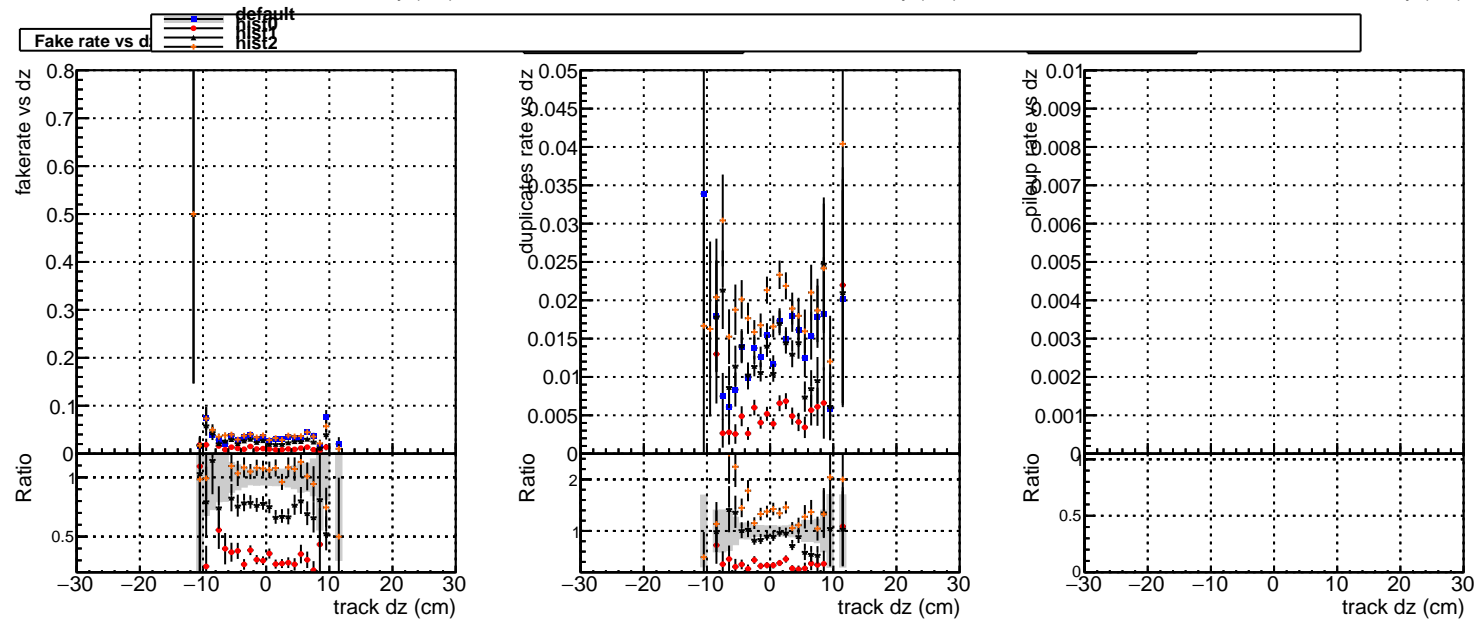 default
hist0
hist1
hist2
Fake rate vs dz
fakerate vs dz
0.8
0.7
0.6
0.5
0.4
0.3
0.2
0.1
0
Ratio
1
0.5
−30 −20 −10 0 10 20 30
track dz (cm)
duplicates rate vs dz
0.05
0.045
0.04
0.035
0.03
0.025
0.02
0.015
0.01
0.005
0
Ratio
2
1
−30 −20 −10 0 10 20 30
track dz (cm)
pileup rate vs dz
0.01
0.009
0.008
0.007
0.006
0.005
0.004
0.003
0.002
0.001
0
Ratio
1
0.5
0
−30 −20 −10 0 10 20 30
track dz (cm)